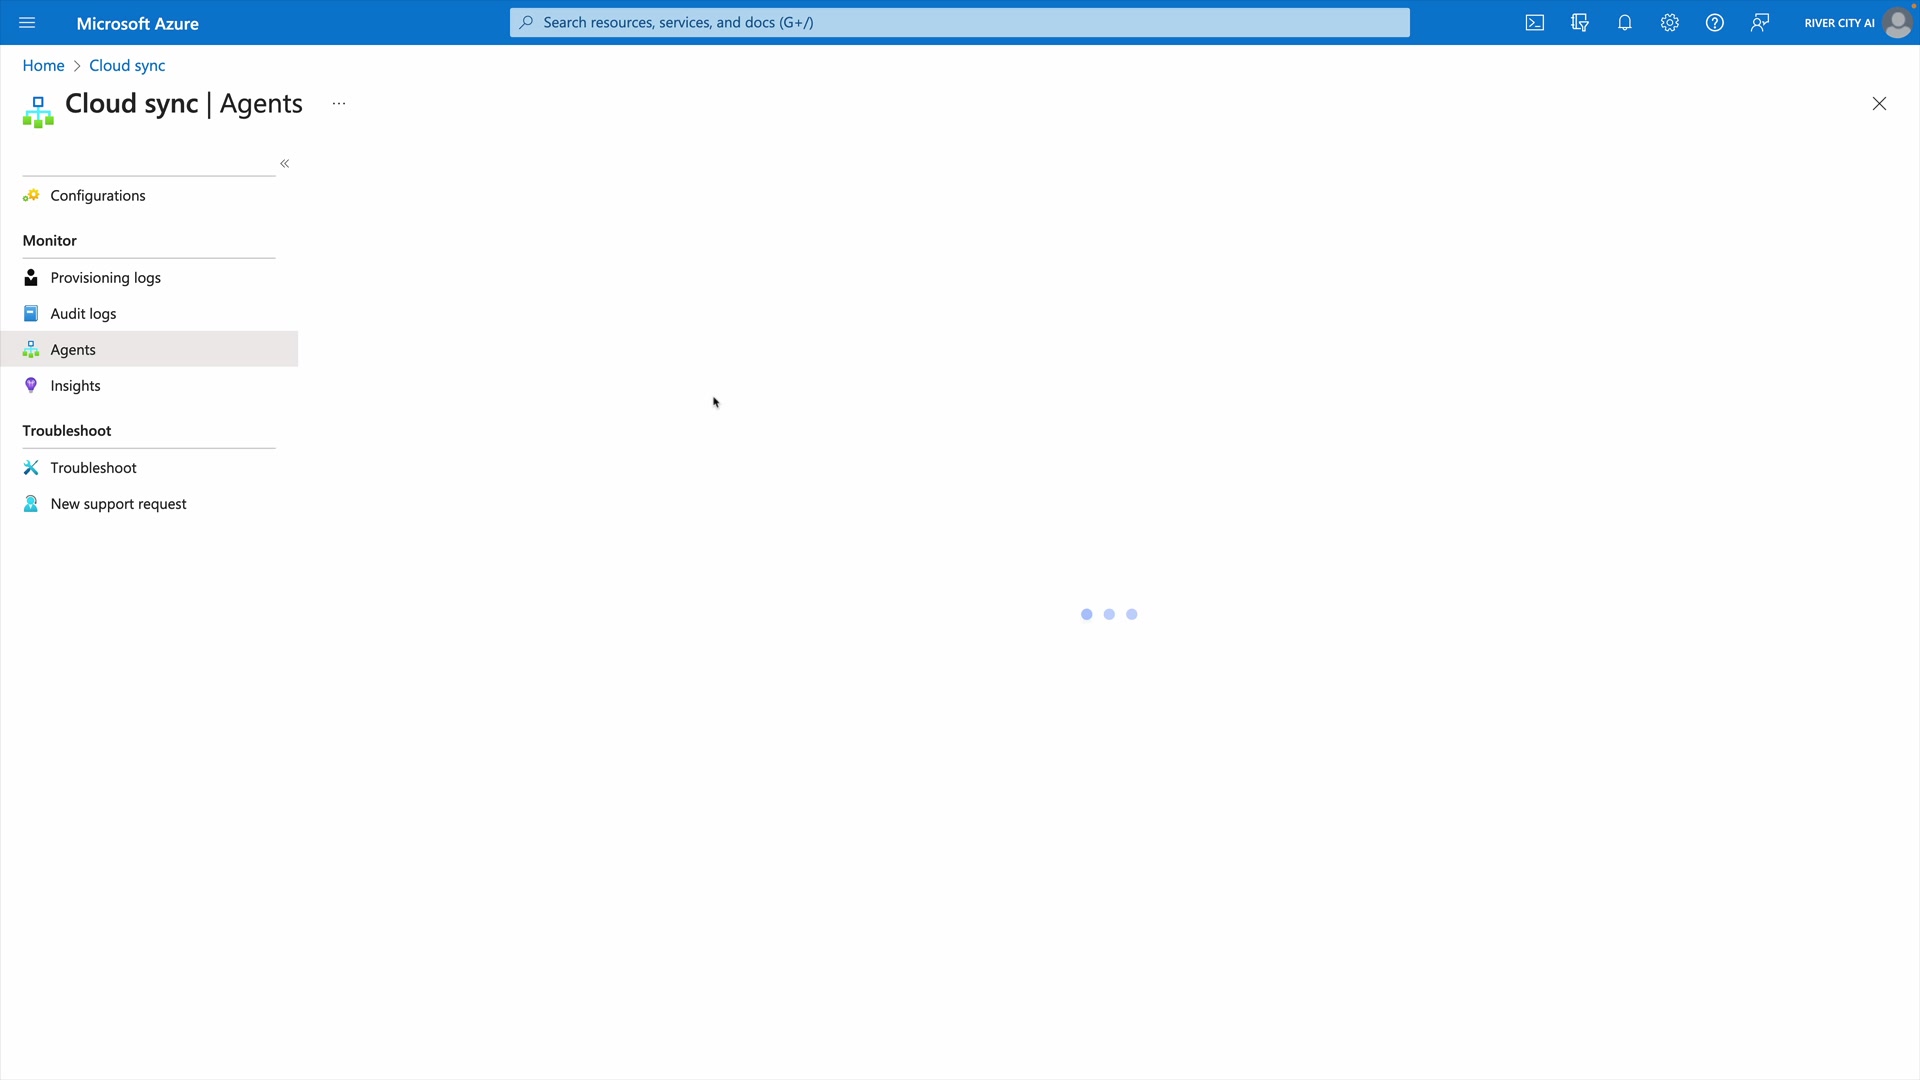 Microsoft Azure
Search resources, services, and docs (G+/)
RIVER CITY AI
Home > Cloud sync
Cloud sync | Agents
...
«
Configurations
Monitor
Provisioning logs
Audit logs
Agents
Insights
Troubleshoot
Troubleshoot
New support request